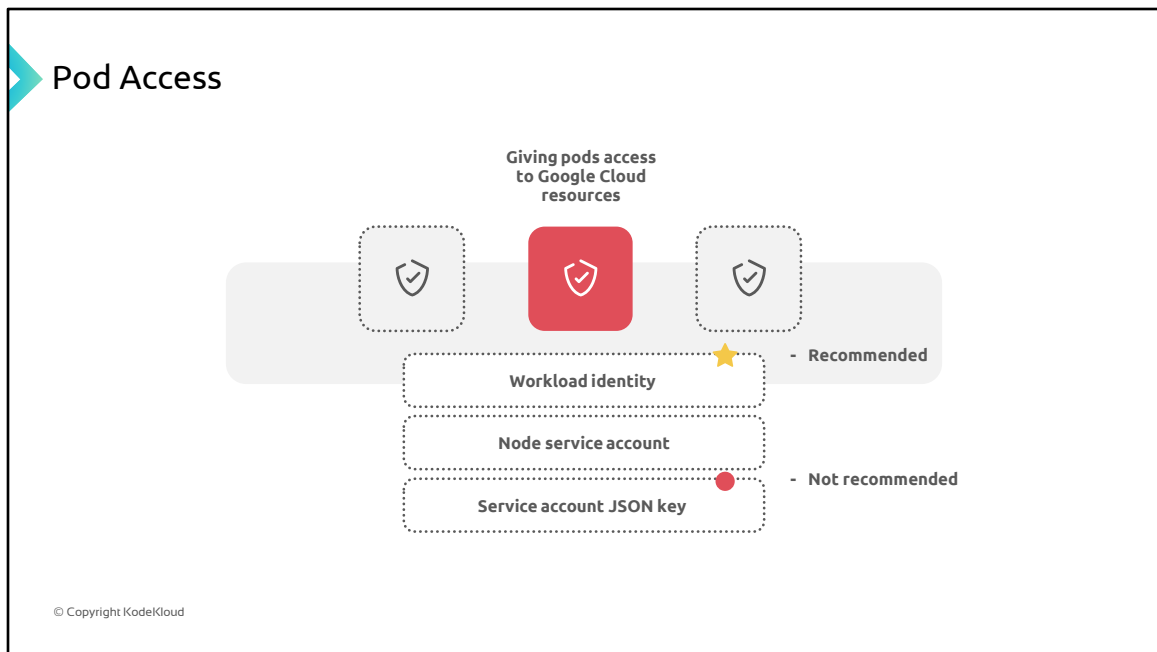 Pod Access
Giving pods access
to Google Cloud
resources
- Recommended
Workload identity
Node service account
- Not recommended
Service account JSON key
© Copyright KodeKloud